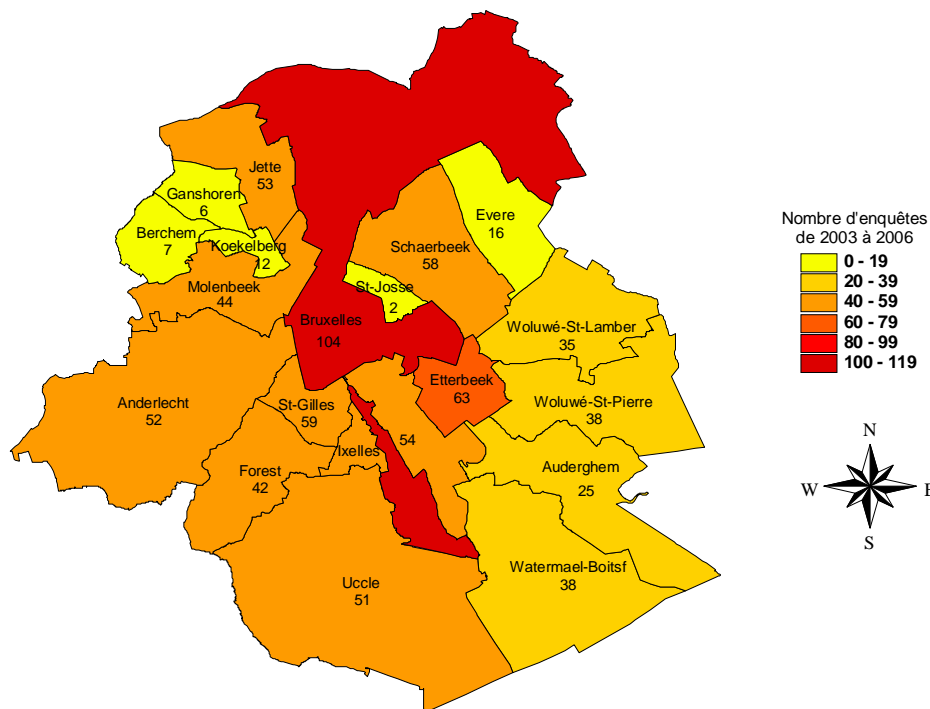 Jette
53
Ganshoren
6
Berchem
7
Koekelberg
12
Molenbeek
44
Evere
16
Schaerbeek
58
St-Josse
2
Bruxelles
104
Woluwé-St-Lamber
35
Etterbeek
63
Woluwé-St-Pierre
38
Anderlecht
52
St-Gilles
59
Ixelles
54
Forest
42
Auderghem
25
Watermael-Boitsf
38
Uccle
51
Nombre d'enquêtes
de 2003 à 2006
0 - 19
20 - 39
40 - 59
60 - 79
80 - 99
100 - 119
N
W E
S